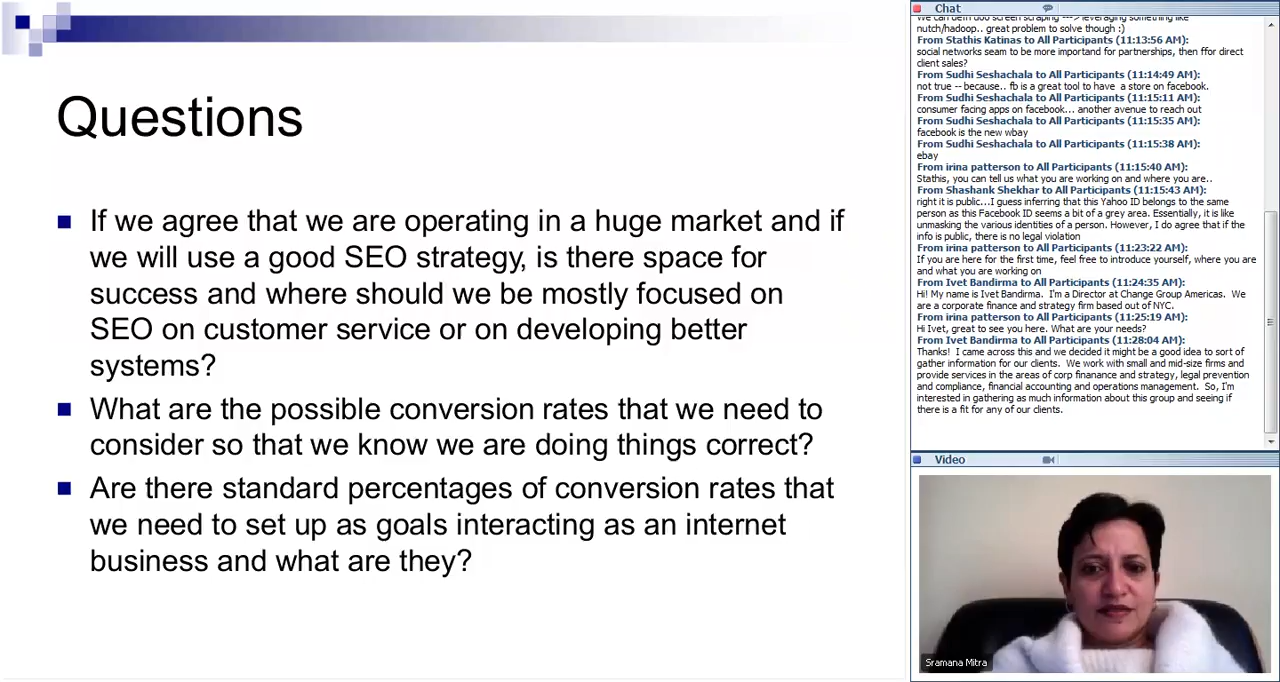 Questions
If we agree that we are operating in a huge market and if
we will use a good SEO strategy, is there space for
success and where should we be mostly focused on
SEO on customer service or on developing better
systems?
What are the possible conversion rates that we need to
consider so that we know we are doing things correct?
Are there standard percentages of conversion rates that
we need to set up as goals interacting as an internet
business and what are they?
Chat
screen scraping ---> leveraging something like
nutch/hadoop.. great problem to solve though :)
From Stathis Katinas to All Participants (11:13:56 AM):
social networks seam to be more importand for partnerships, then ffor direct
client sales?
From Sudhi Seshachala to All Participants (11:14:49 AM):
not true -- because.. fb is a great tool to have a store on facebook.
From Sudhi Seshachala to All Participants (11:15:11 AM):
consumer facing apps on facebook... another avenue to reach out
From Sudhi Seshachala to All Participants (11:15:35 AM):
facebook is the new wbay
From Sudhi Seshachala to All Participants (11:15:38 AM):
ebay
From irina patterson to All Participants (11:15:40 AM):
Stathis, you can tell us what you are working on and where you are..
From Shashank Shekhar to All Participants (11:15:43 AM):
right it is public...I guess inferring that this Yahoo ID belongs to the same
person as this Facebook ID seems a bit of a grey area. Essentially, it is like
unmasking the various identities of a person. However, I do agree that if the
info is public, there is no legal violation
From irina patterson to All Participants (11:23:22 AM):
If you are here for the first time, feel free to introduce yourself, where you are
and what you are working on
From Ivet Bandirma to All Participants (11:24:35 AM):
Hi! My name is Ivet Bandirma. I'm a Director at Change Group Americas. We
are a corporate finance and strategy firm based out of NYC.
From irina patterson to All Participants (11:25:19 AM):
Hi Ivet, great to see you here. What are your needs?
From Ivet Bandirma to All Participants (11:28:04 AM):
Thanks! I came across this and we decided it might be a good idea to sort of
gather information for our clients. We work with small and mid-size firms and
provide services in the areas of corp finanance and strategy, legal prevention
and compliance, financial accounting and operations management. So, I'm
interested in gathering as much information about this group and seeing if
there is a fit for any of our clients.
Video
Sramana Mitra